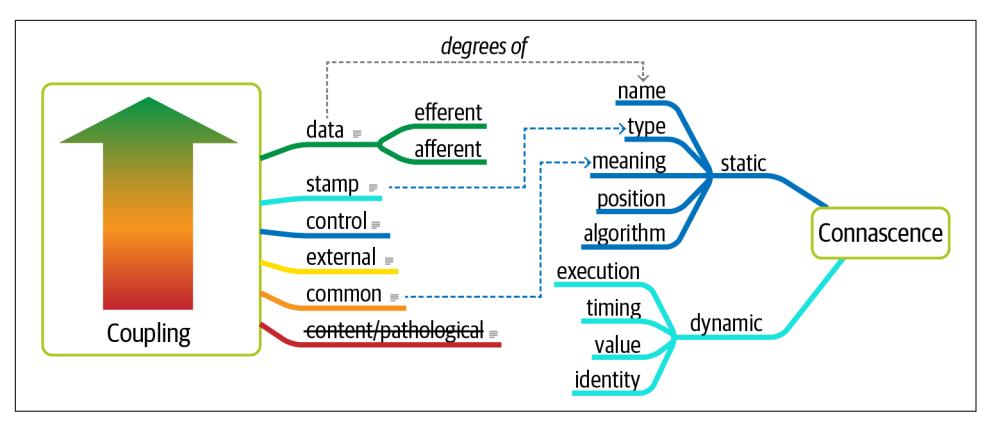 degrees of
Coupling
data
efferent
afferent
stamp
control
external
common
content/pathological
name
type
meaning
position
algorithm
static
execution
timing
value
identity
dynamic
Connascence